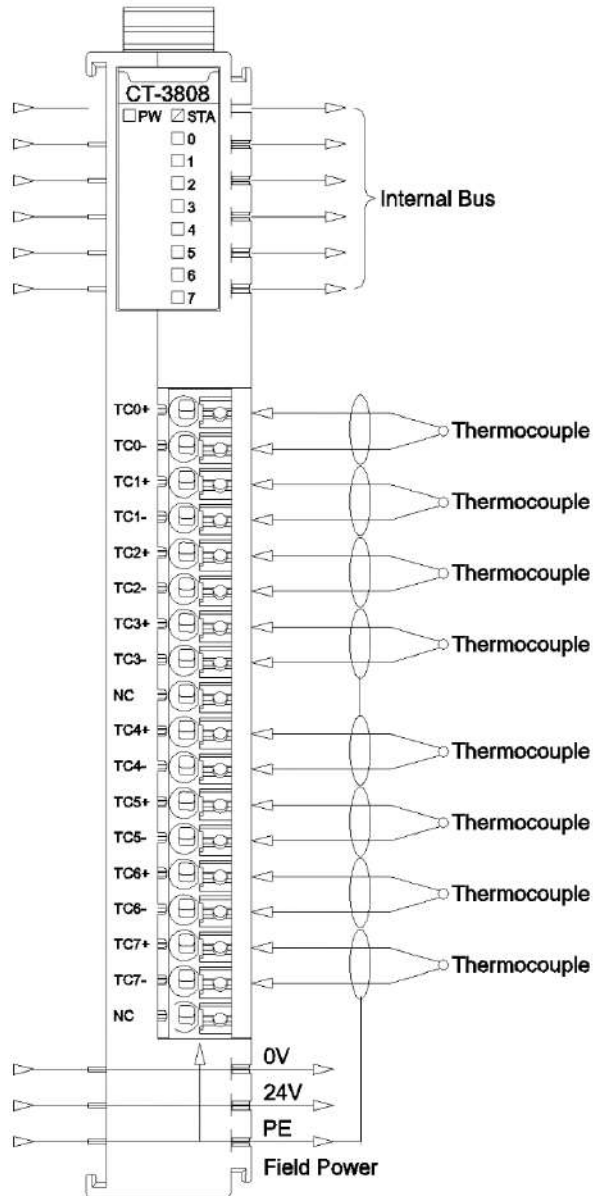 CT-3808
PW STA
0
1
2
3
4
5
6
7
Internal Bus
TC0+
Thermocouple
TC0-
TC1+
Thermocouple
TC1-
TC2+
Thermocouple
TC2-
TC3+
Thermocouple
TC3-
NC
TC4+
Thermocouple
TC4-
TC5+
Thermocouple
TC5-
TC6+
Thermocouple
TC6-
TC7+
Thermocouple
TC7-
NC
0V
24V
PE
Field Power